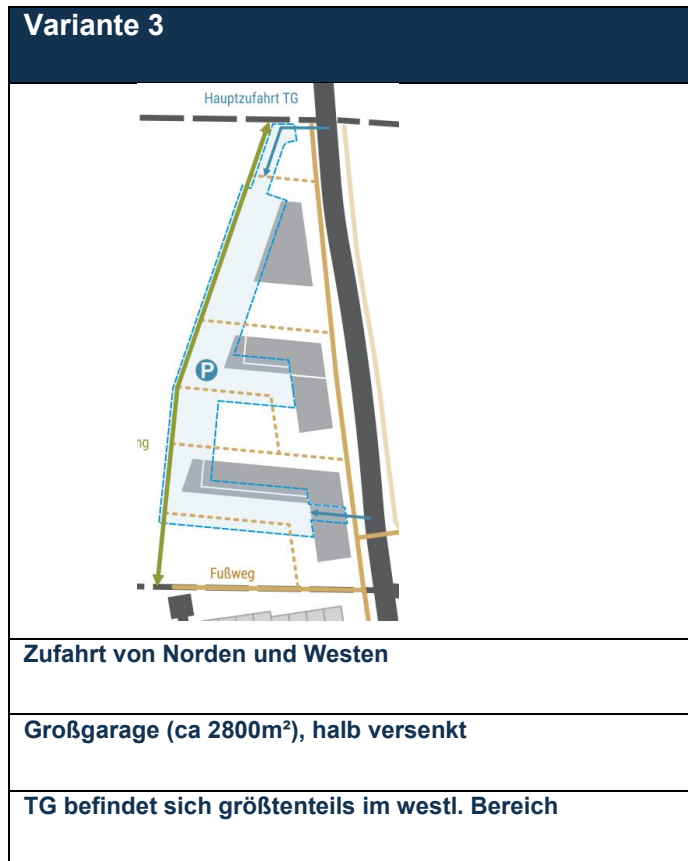 Variante 3
Hauptzufahrt TG
P
ng
Fußweg
Zufahrt von Norden und Westen
Großgarage (ca 2800m²), halb versenkt
TG befindet sich größtenteils im westl. Bereich